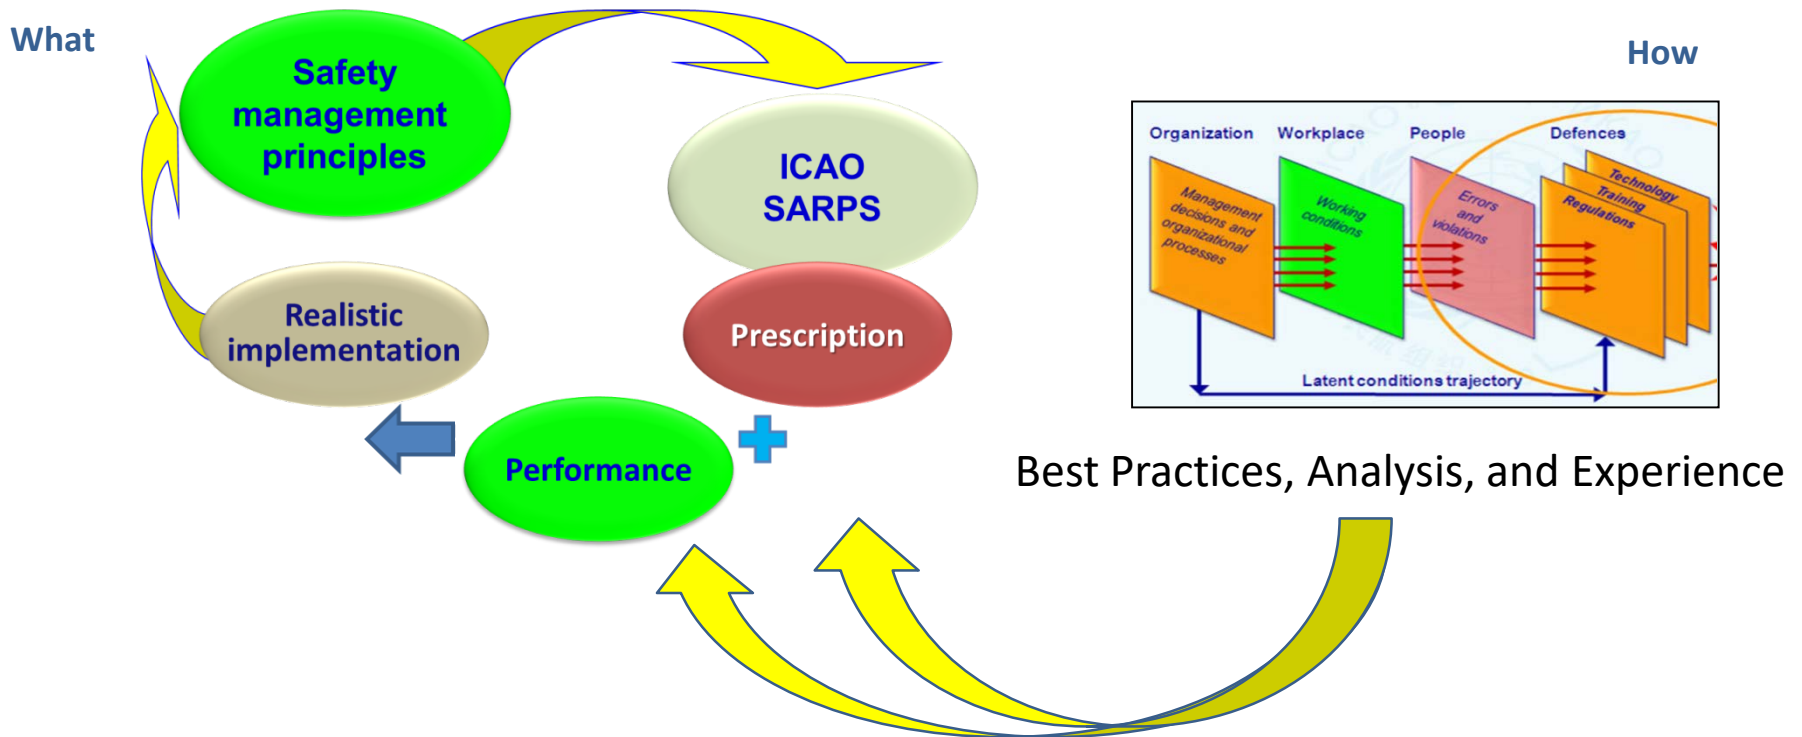 What
How
Safety
management
principles
ICAO
SARPS
Realistic
implementation
Prescription
Performance
Organization
Workplace
People
Defences
Management
decisions and
organizational
processes
Working
conditions
Errors
and
violations
Technology
Training
Regulations
Latent conditions trajectory
Best Practices, Analysis, and Experience